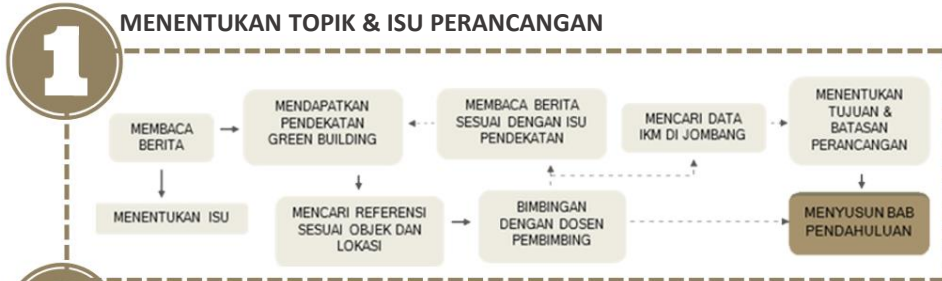 1
MENENTUKAN TOPIK & ISU PERANCANGAN
MEMBACA
BERITA
MENENTUKAN ISU
MENDAPATKAN
PENDEKATAN
GREEN BUILDING
MENCARI REFERENSI
SESUAI OBJEK DAN
LOKASI
MEMBACA BERITA
SESUAI DENGAN ISU
PENDEKATAN
BIMBINGAN
DENGAN DOSEN
PEMBIMBING
MENCARI DATA
IKM DI JOMBANG
MENENTUKAN
TUJUAN &
BATASAN
PERANCANGAN
MENYUSUN BAB
PENDAHULUAN